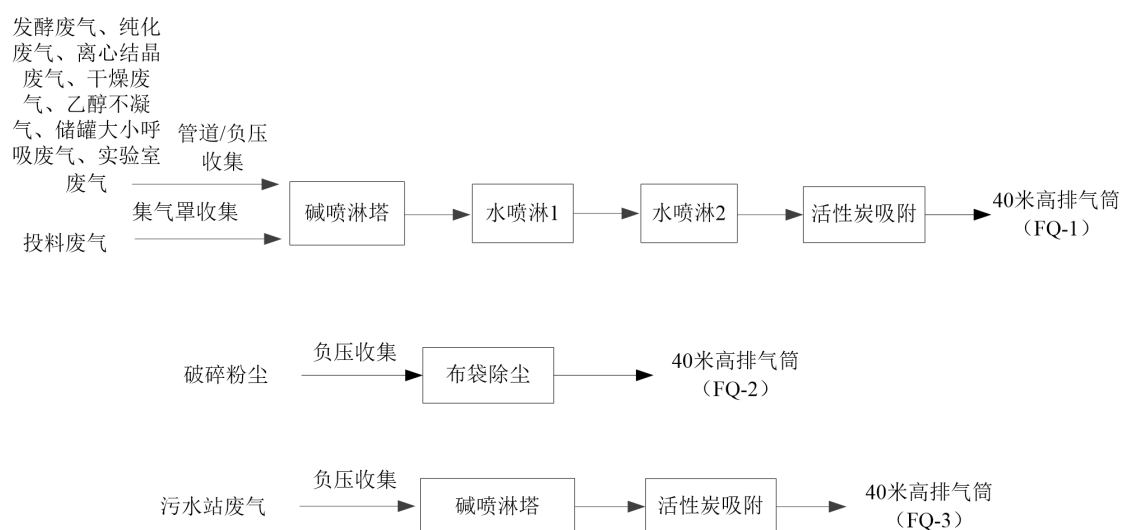 发酵废气、纯化
废气、离心结晶
废气、干燥废
气、乙醇不凝
气、储罐大小呼
吸废气、实验室
废气
管道/负压
收集
集气罩收集
投料废气
碱喷淋塔
水喷淋1
水喷淋2
活性炭吸附
40米高排气筒
（FQ-1）
破碎粉尘
负压收集
布袋除尘
40米高排气筒
（FQ-2）
污水站废气
负压收集
碱喷淋塔
活性炭吸附
40米高排气筒
（FQ-3）